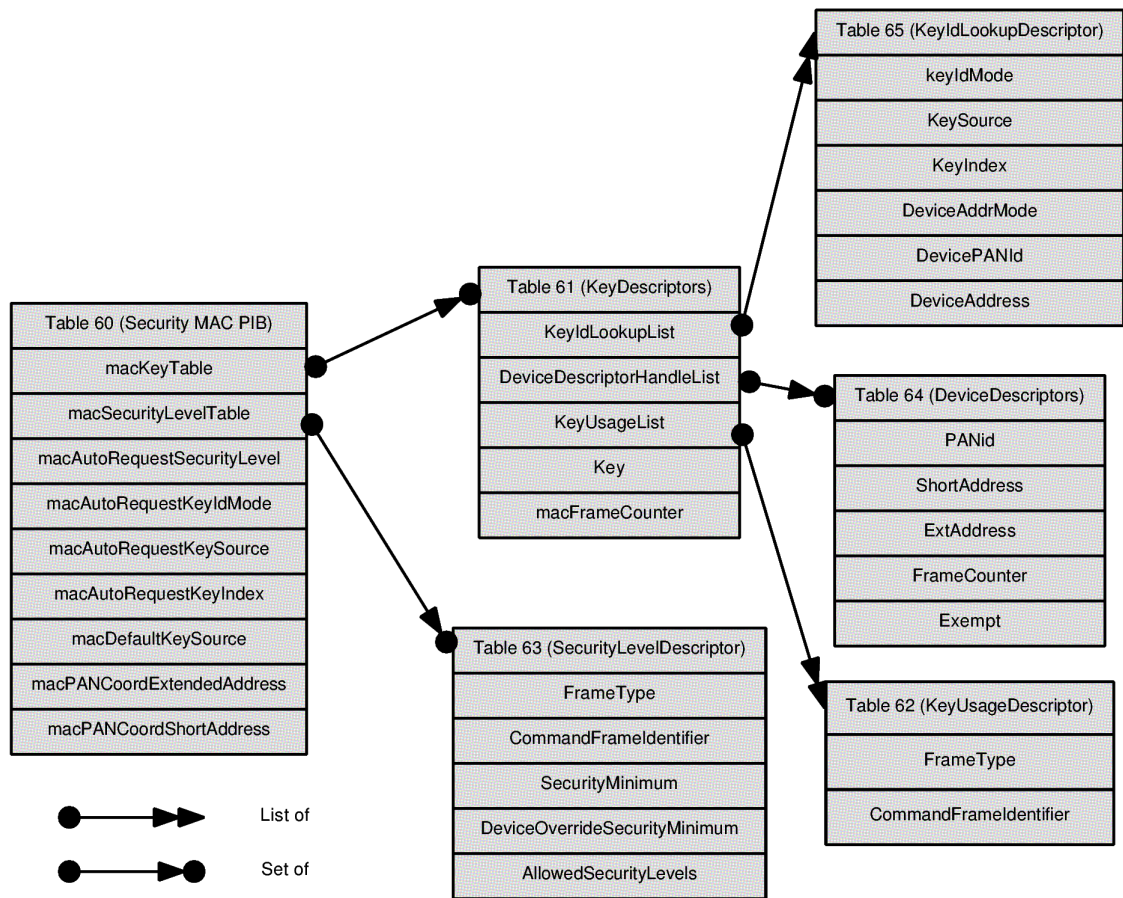 Table 60 (Security MAC PIB)
macKeyTable
macSecurityLevelTable
macAutoRequestSecurityLevel
macAutoRequestKeyIdMode
macAutoRequestKeySource
macAutoRequestKeyIndex
macDefaultKeySource
macPANCoordExtendedAddress
macPANCoordShortAddress
List of
Set of
Table 61 (KeyDescriptors)
KeyIdLookupList
DeviceDescriptorHandleList
KeyUsageList
Key
macFrameCounter
Table 63 (SecurityLevelDescriptor)
FrameType
CommandFrameIdentifier
SecurityMinimum
DeviceOverrideSecurityMinimum
AllowedSecurityLevels
Table 65 (KeyIdLookupDescriptor)
keyIdMode
KeySource
KeyIndex
DeviceAddrMode
DevicePANId
DeviceAddress
Table 64 (DeviceDescriptors)
PANid
ShortAddress
ExtAddress
FrameCounter
Exempt
Table 62 (KeyUsageDescriptor)
FrameType
CommandFrameIdentifier